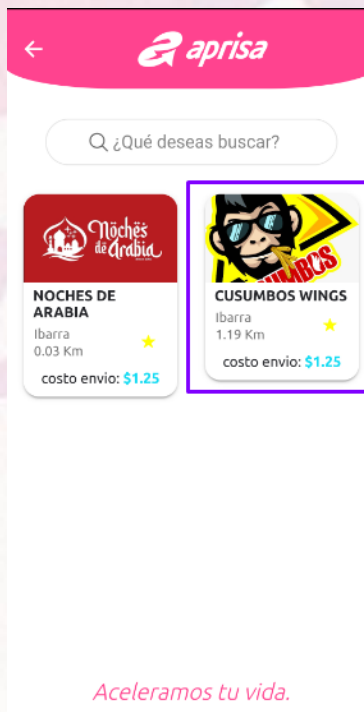 aprisa
¿Qué deseas buscar?
Nöchës
de Arabia
NOCHES DE
ARABIA
Ibarra
0.03 Km
costo envio: $1.25
CUSUMBOS WINGS
Ibarra
1.19 Km
costo envio: $1.25
Aceleramos tu vida.